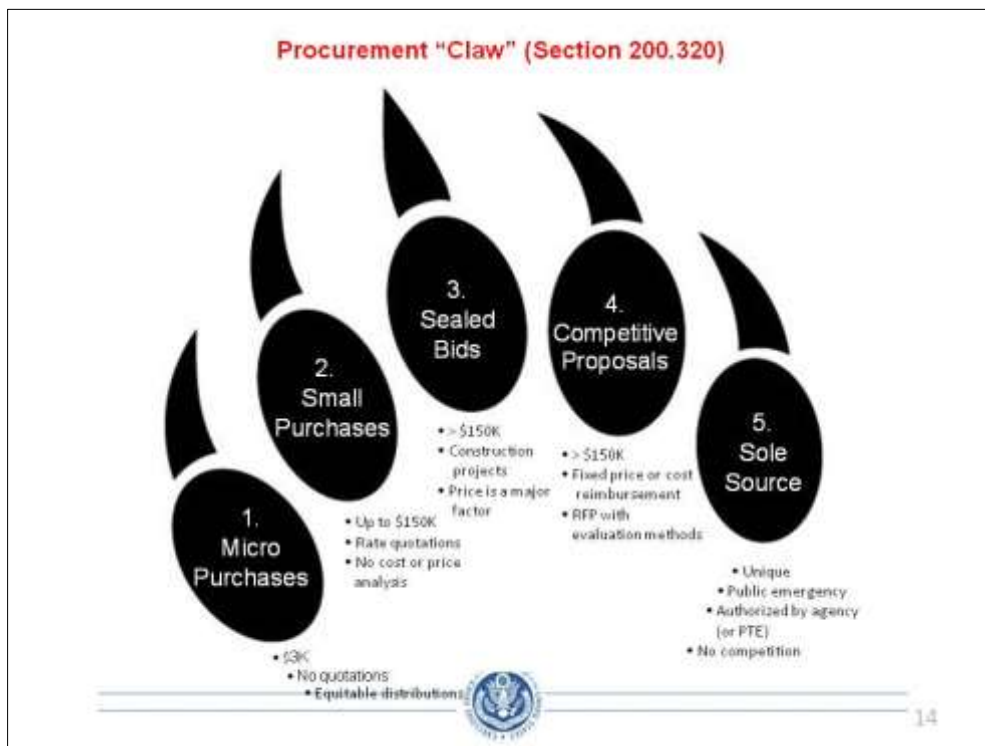 Procurement “Claw” (Section 200.320)
1.
Micro
Purchases
• $3K
• No quotations
• Equitable distributions
2.
Small
Purchases
• Up to $150K
• Rate quotations
• No cost or price
analysis
3.
Sealed
Bids
• > $150K
• Construction
projects
• Price is a major
factor
4.
Competitive
Proposals
• > $150K
• Fixed price or cost
reimbursement
• RFP with
evaluation methods
5.
Sole
Source
• Unique
• Public emergency
• Authorized by agency
(or PTE)
• No competition
14